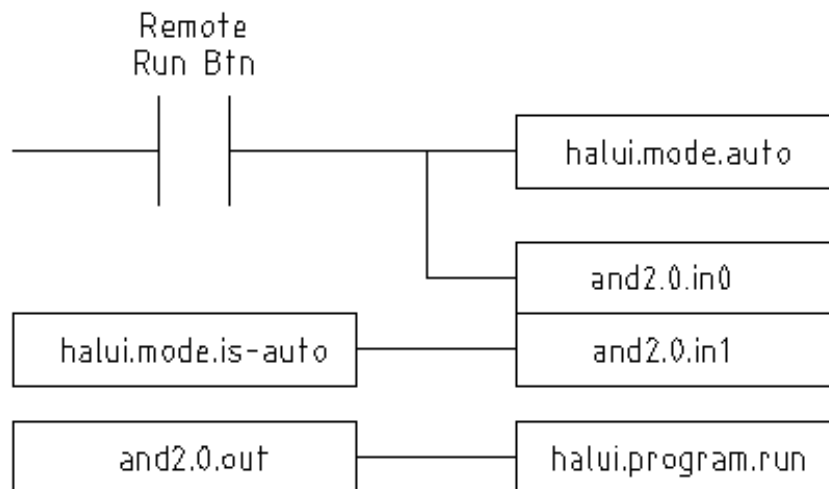 Remote
Run Btn
halui.mode.auto
and2.0.in0
halui.mode.is-auto
and2.0.in1
and2.0.out
halui.program.run